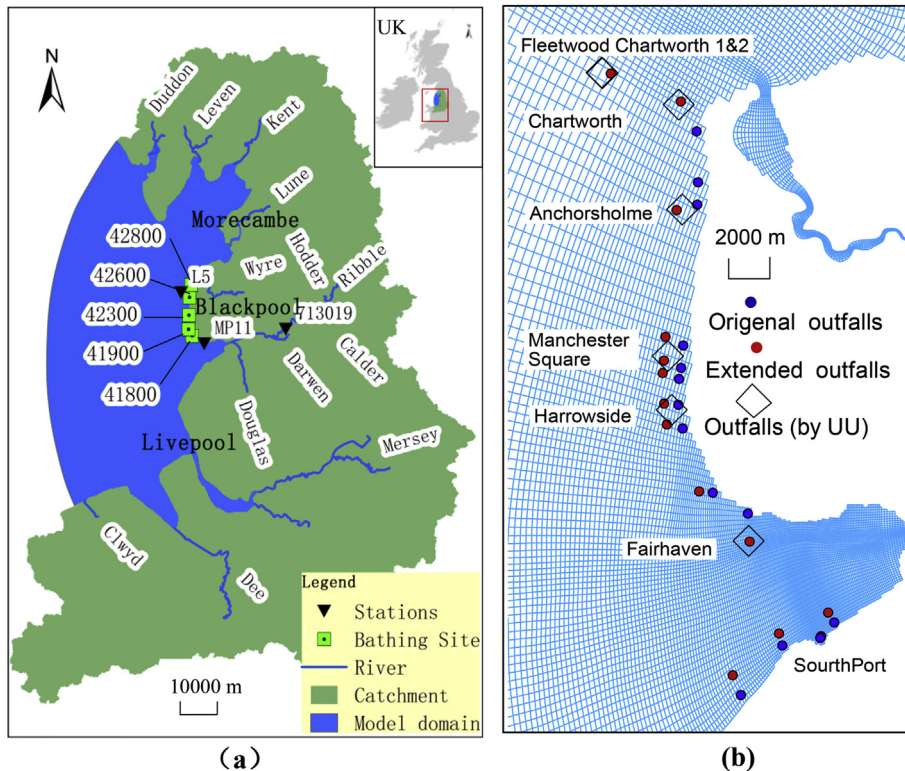 UK
N
Duddon
Leven
Kent
Lune
Morecambe
42800
42600
L5
Wyre
Hodder
Ribble
42300
Blackpool
713019
MP11
41900
41800
Darwen
Calder
Douglas
Livepool
Mersey
Clwyd
Dee
Legend
Stations
Bathing Site
River
Catchment
Model domain
10000 m
(a)
Fleetwood Chartworth 1&2
Chartworth
Anchorsholme
2000 m
Origenal outfalls
Extended outfalls
Outfalls (by UU)
Manchester
Square
Harrowside
Fairhaven
SourthPort
(b)